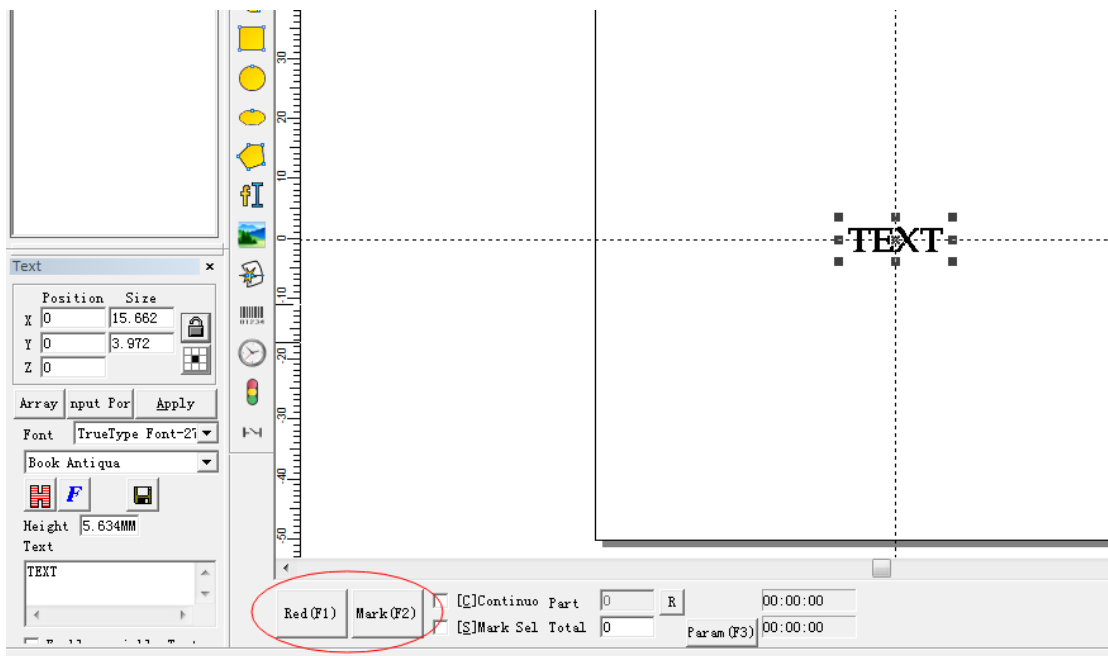 30
20
10
0
-10
-20
-30
-40
-50
01234
TEXT
Text
Position Size
X 0 15.662
Y 0 3.972
Z 0
Array nput Por Apply
Font TrueType Font-27
Book Antiqua
F
Height 5.634MM
Text
TEXT
Red(F1) Mark(F2)
[C]Continuo Part 0 R 00:00:00
[S]Mark Sel Total 0 Param(F3) 00:00:00